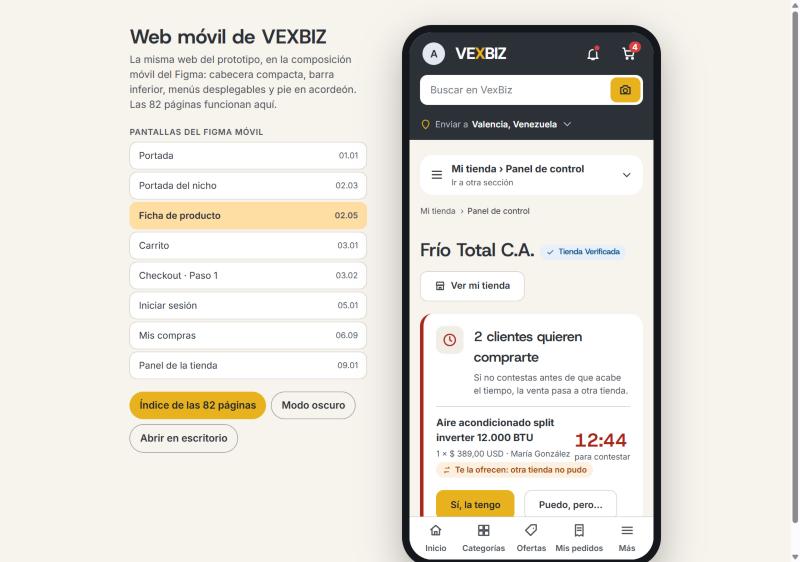 Web móvil de VEXBIZ
La misma web del prototipo, en la composición
móvil del Figma: cabecera compacta, barra
inferior, menús desplegables y pie en acordeón.
Las 82 páginas funcionan aquí.
PANTALLAS DEL FIGMA MÓVIL
Portada 01.01
Portada del nicho 02.03
Ficha de producto 02.05
Carrito 03.01
Checkout · Paso 1 03.02
Iniciar sesión 05.01
Mis compras 06.09
Panel de la tienda 09.01
Índice de las 82 páginas Modo oscuro
Abrir en escritorio
A VEXBIZ 4
Buscar en VexBiz
Enviar a Valencia, Venezuela
Mi tienda › Panel de control
Ir a otra sección
Mi tienda › Panel de control
Frío Total C.A. Tienda Verificada
Ver mi tienda
2 clientes quieren
comprarte
Si no contestas antes de que acabe
el tiempo, la venta pasa a otra tienda.
Aire acondicionado split
inverter 12.000 BTU
12:44
1 × $ 389,00 USD · María González
para contestar
Te la ofrecen: otra tienda no pudo
Sí, la tengo Puedo, pero...
Inicio Categorías Ofertas Mis pedidos Más